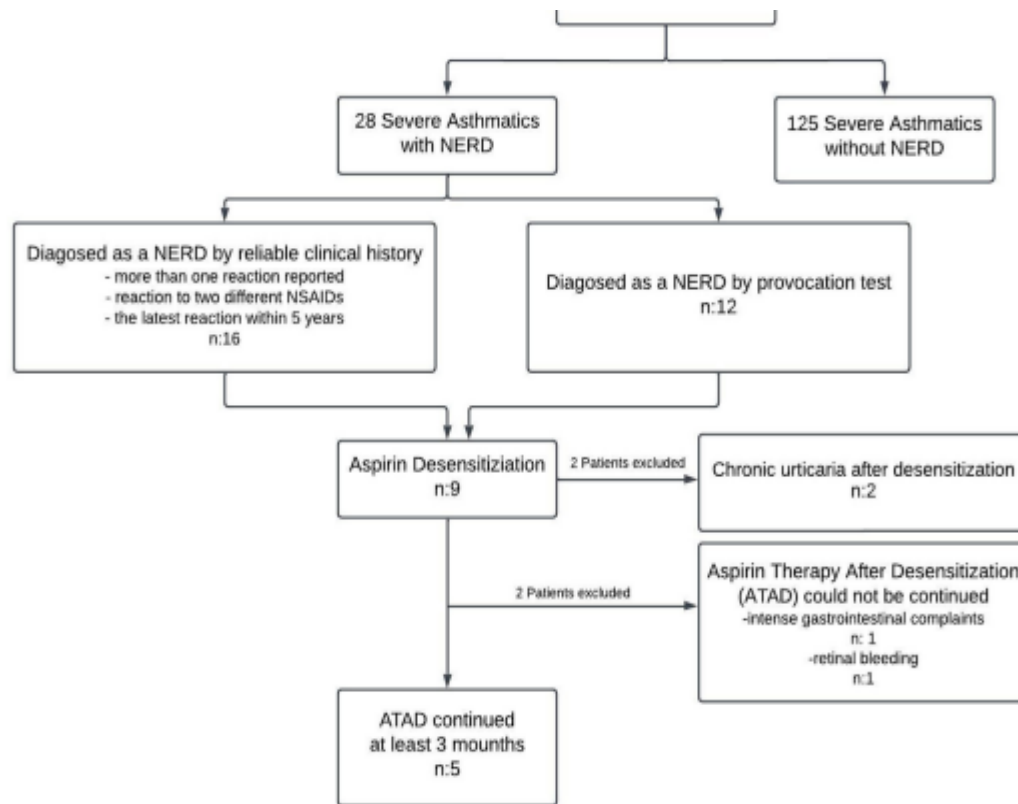 28 Severe Asthmatics
with NERD
125 Severe Asthmatics
without NERD
Diagosed as a NERD by reliable clinical history
- more than one reaction reported
- reaction to two different NSAIDs
- the latest reaction within 5 years
n:16
Diagosed as a NERD by provocation test
n:12
Aspirin Desensitiziation
n:9
2 Patients excluded
Chronic urticaria after desensitization
n:2
2 Patients excluded
Aspirin Therapy After Desensitization
(ATAD) could not be continued
-intense gastrointestinal complaints
n: 1
-retinal bleeding
n:1
ATAD continued
at least 3 mounths
n:5